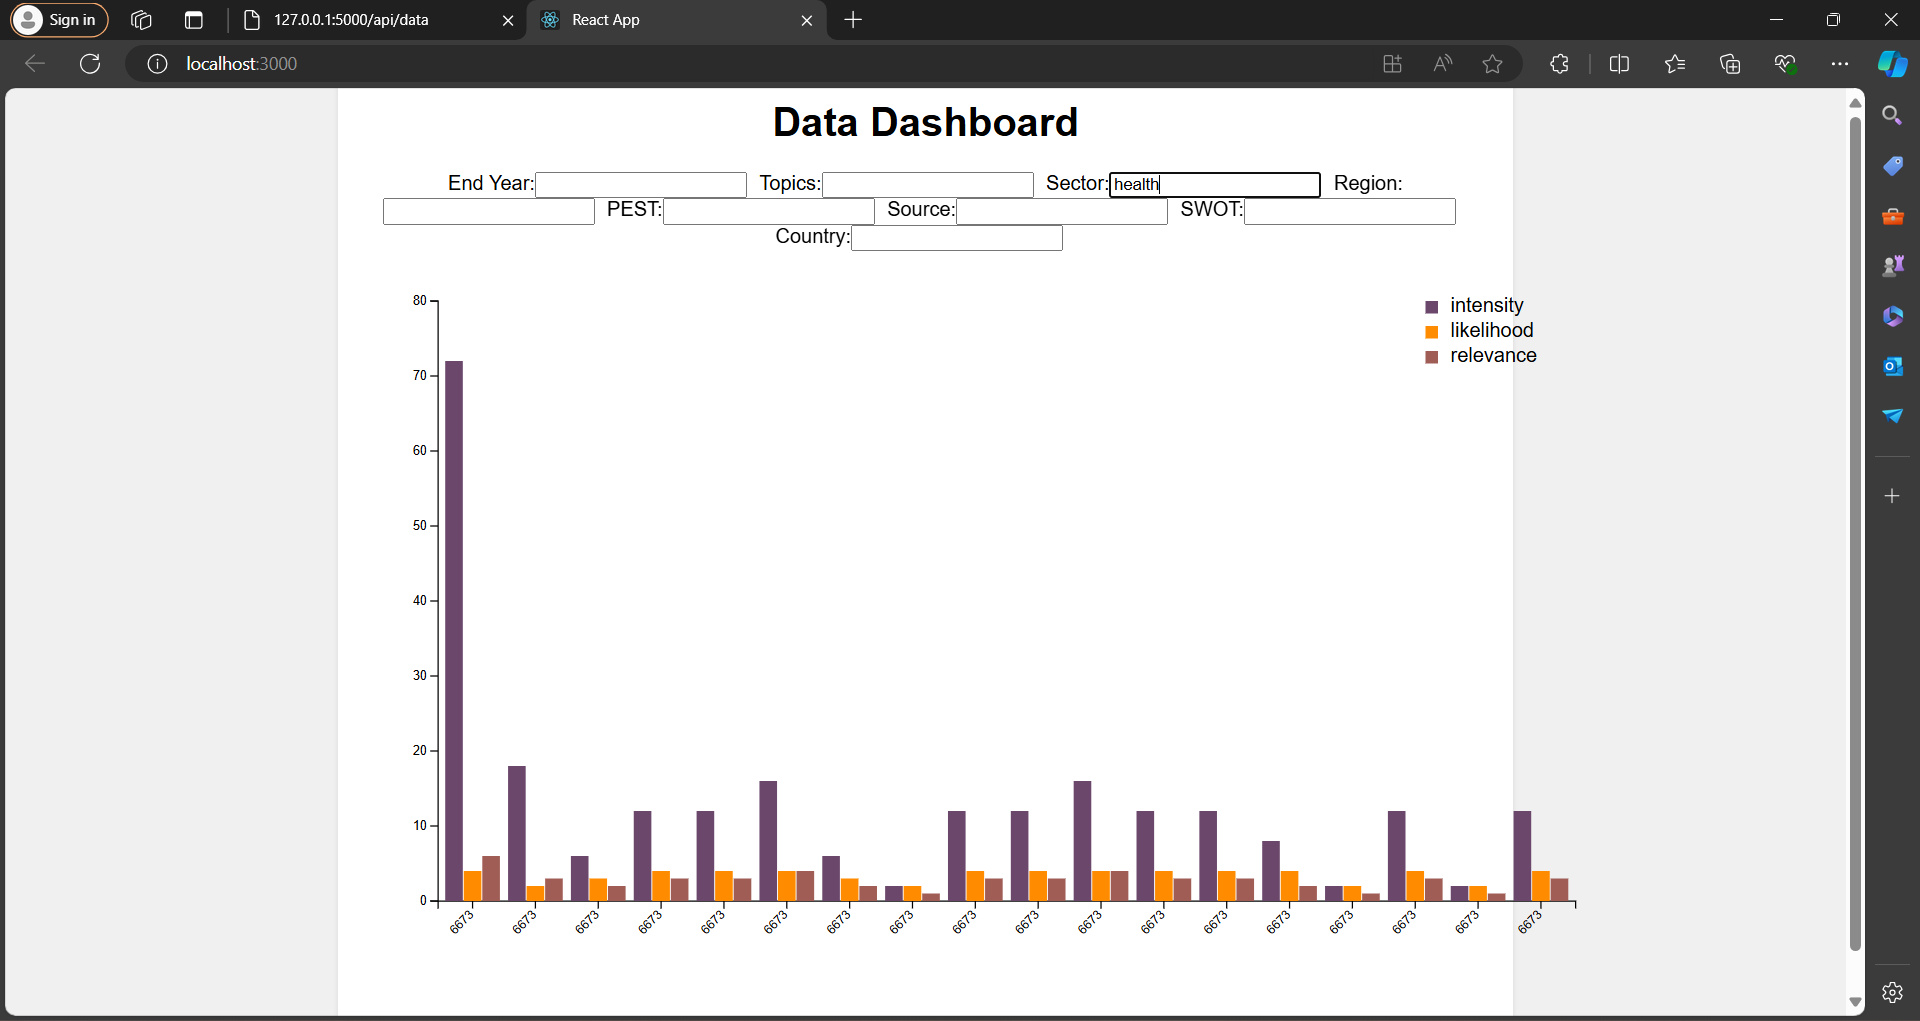 Sign in
127.0.0.1:5000/api/data
React App
localhost:3000
Data Dashboard
End Year: Topics: Sector: health Region:
PEST: Source: SWOT:
Country:
80
70
60
50
40
30
20
10
0
intensity
likelihood
relevance
6673 6673 6673 6673 6673 6673 6673 6673 6673 6673 6673 6673 6673 6673 6673 6673 6673 6673